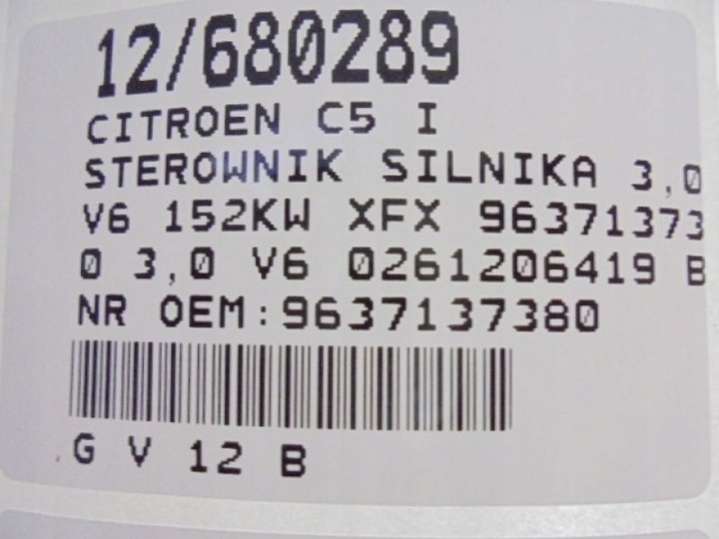 12/680289
CITROEN C5 I
STEROWNIK SILNIKA 3,0
V6 152KW XFX 96371373
0 3,0 V6 0261206419 B
NR OEM:9637137380
G V 12 B